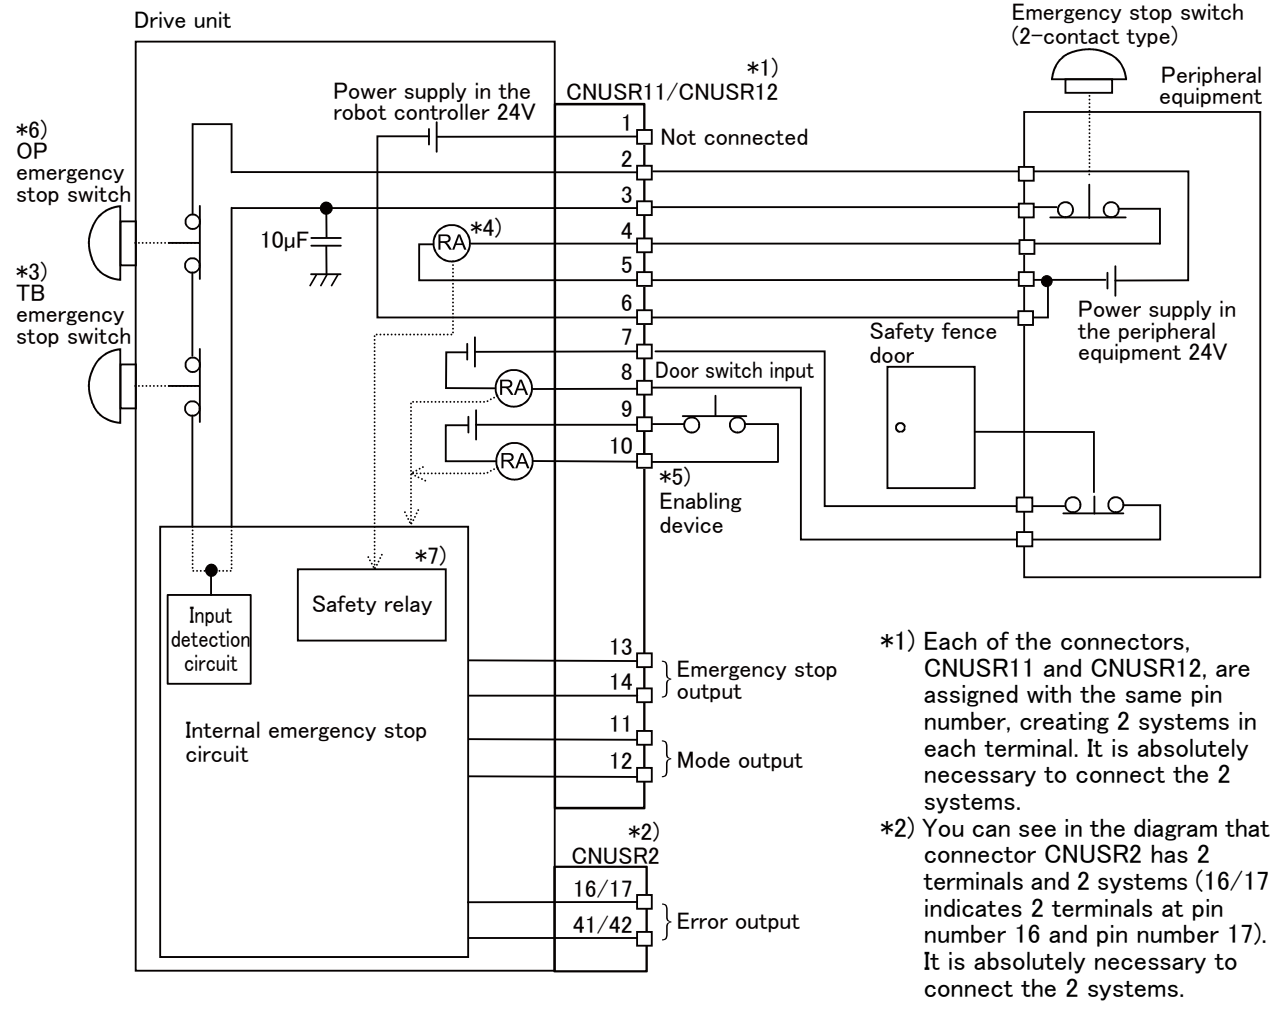 Drive unit
Emergency stop switch
(2-contact type)
*1)
CNUSR11/CNUSR12
Peripheral
equipment
Power supply in the
robot controller 24V
*6)
OP
emergency
stop switch
1
Not connected
2
3
10μF
RA
*4)
4
5
*3)
TB
emergency
stop switch
6
Power supply in
the peripheral
equipment 24V
Safety fence
door
7
8
Door switch input
RA
9
10
RA
*5)
Enabling
device
*7)
Safety relay
Input
detection
circuit
Internal emergency stop
circuit
13
14
Emergency stop
output
11
12
Mode output
*2)
CNUSR2
16/17
41/42
Error output
*1) Each of the connectors,
CNUSR11 and CNUSR12, are
assigned with the same pin
number, creating 2 systems in
each terminal. It is absolutely
necessary to connect the 2
systems.
*2) You can see in the diagram that
connector CNUSR2 has 2
terminals and 2 systems (16/17
indicates 2 terminals at pin
number 16 and pin number 17).
It is absolutely necessary to
connect the 2 systems.